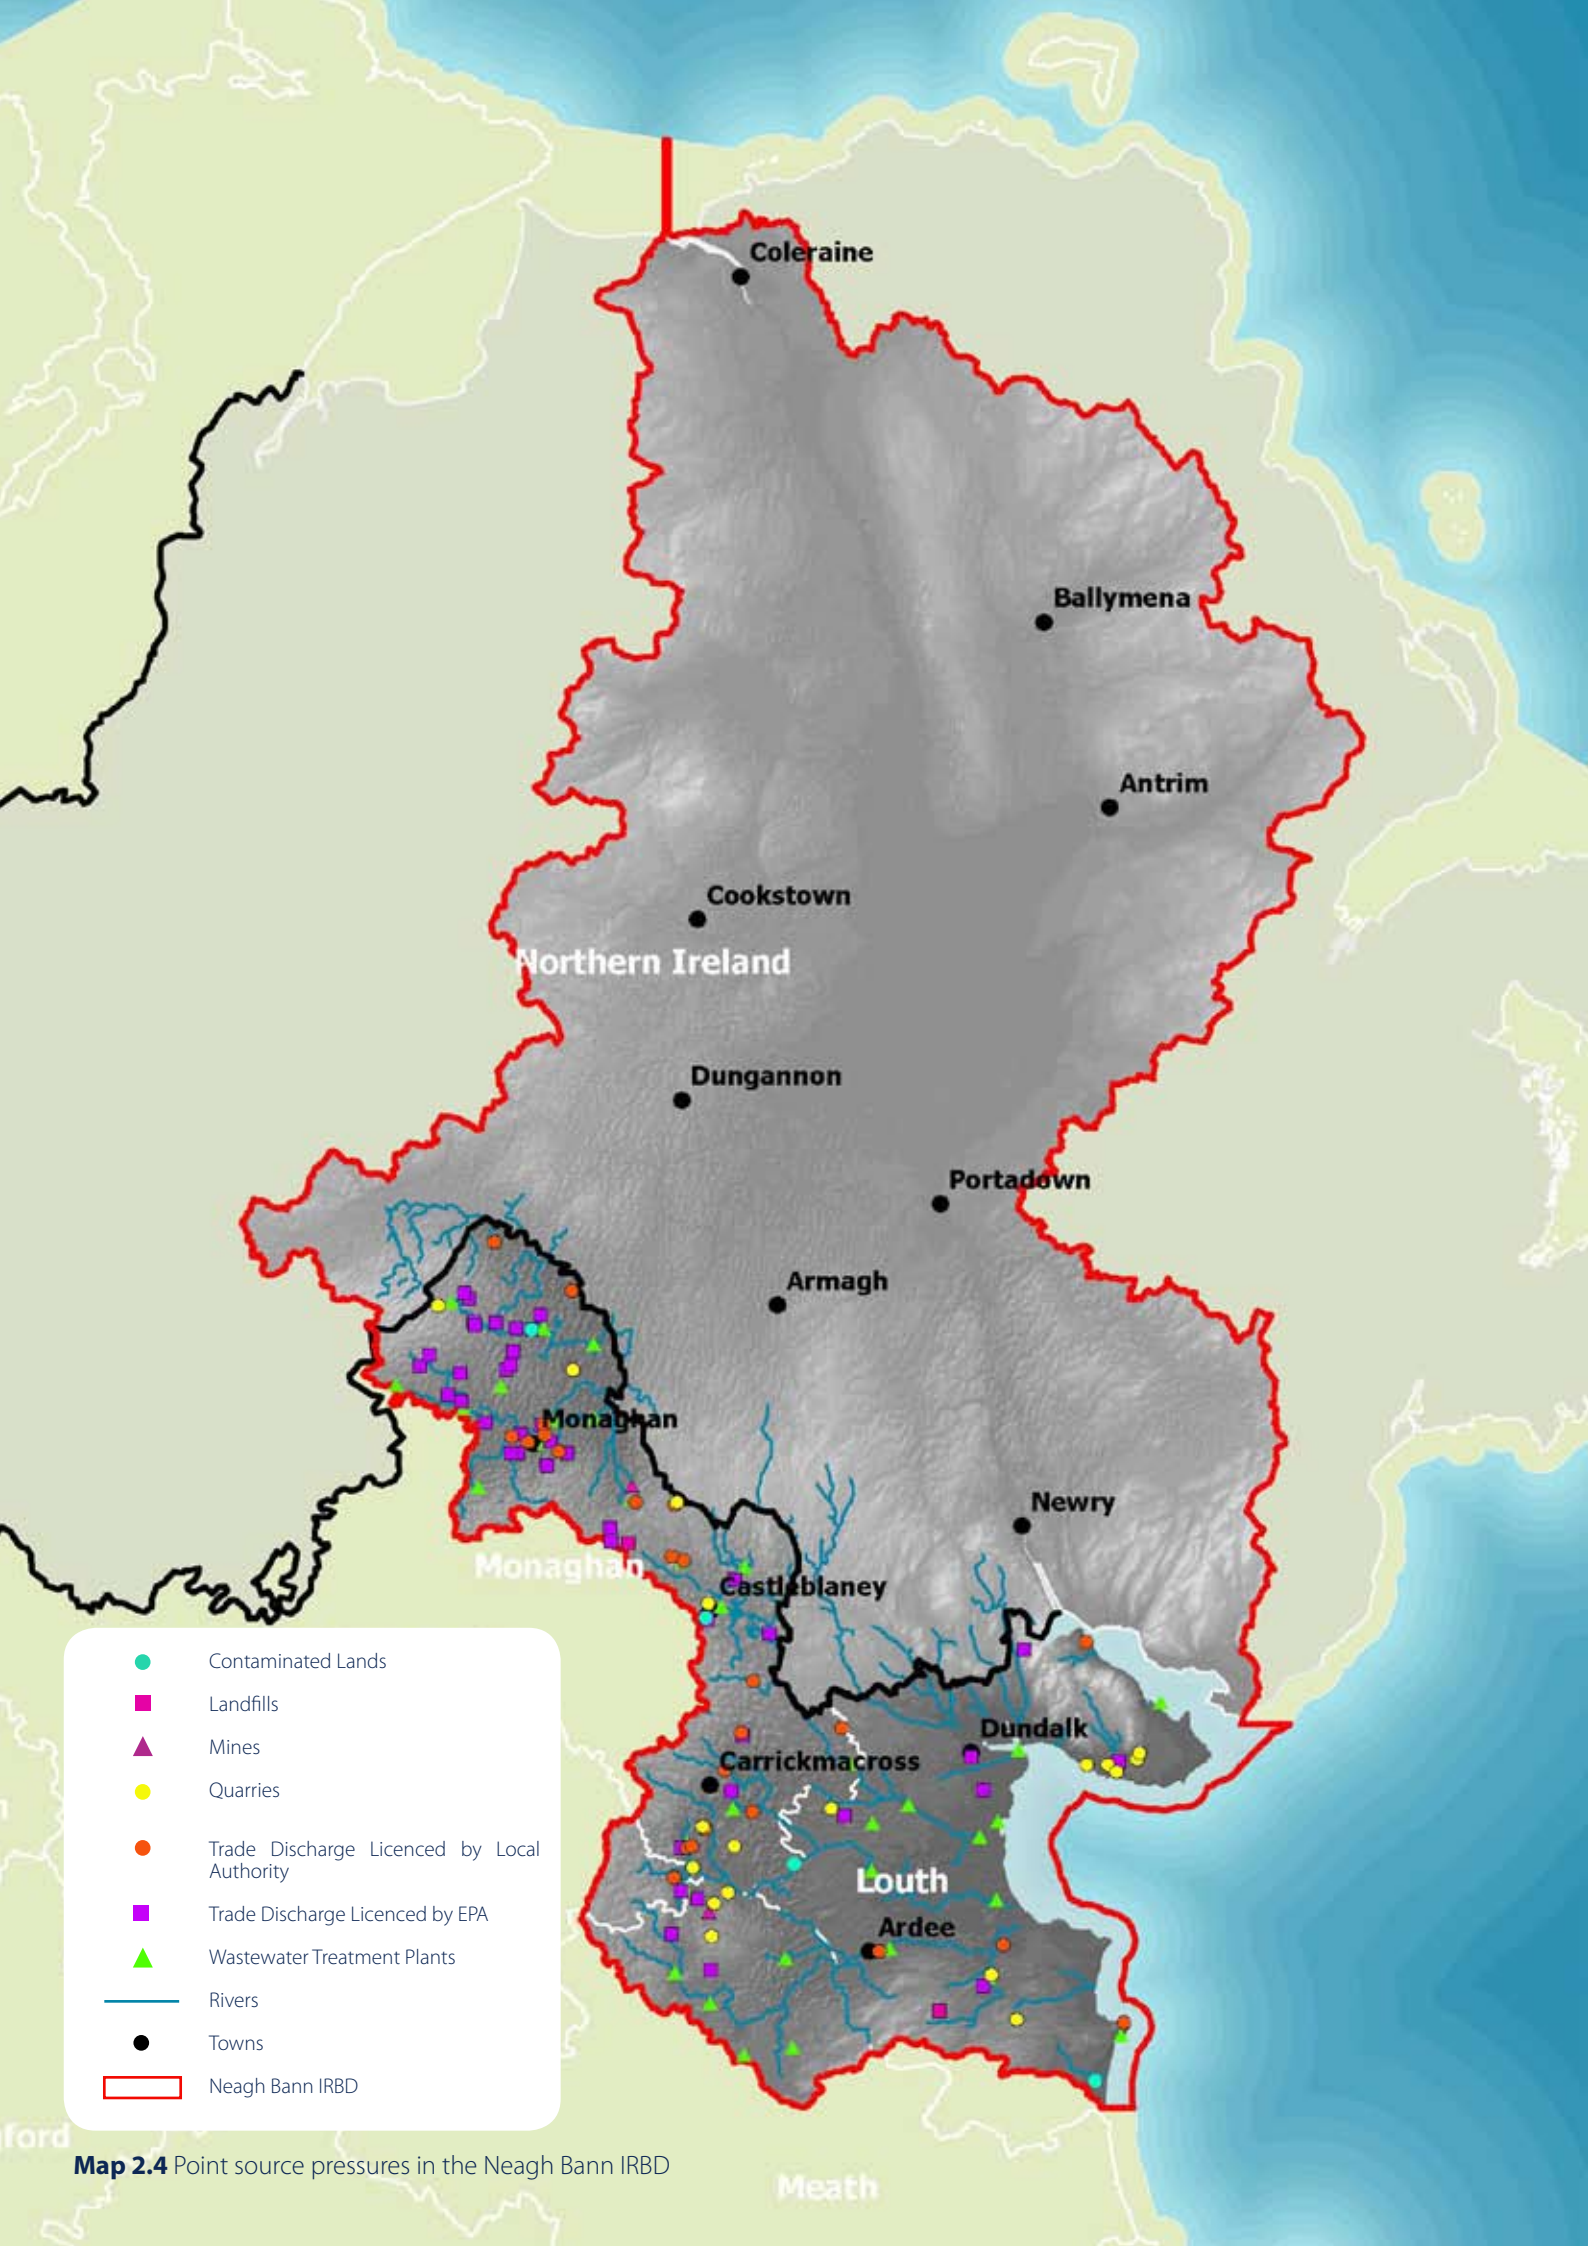 Coleraine
Ballymena
Antrim
Cookstown
Northern Ireland
Dungannon
Portadown
Armagh
Monaghan
Newry
Monaghan
Castleblaney
Dundalk
Carrickmacross
Louth
Ardee
Contaminated Lands
Landfills
Mines
Quarries
Trade Discharge Licenced by Local
Authority
Trade Discharge Licenced by EPA
Wastewater Treatment Plants
Rivers
Towns
Neagh Bann IRBD
ford
Map 2.4 Point source pressures in the Neagh Bann IRBD
Meath